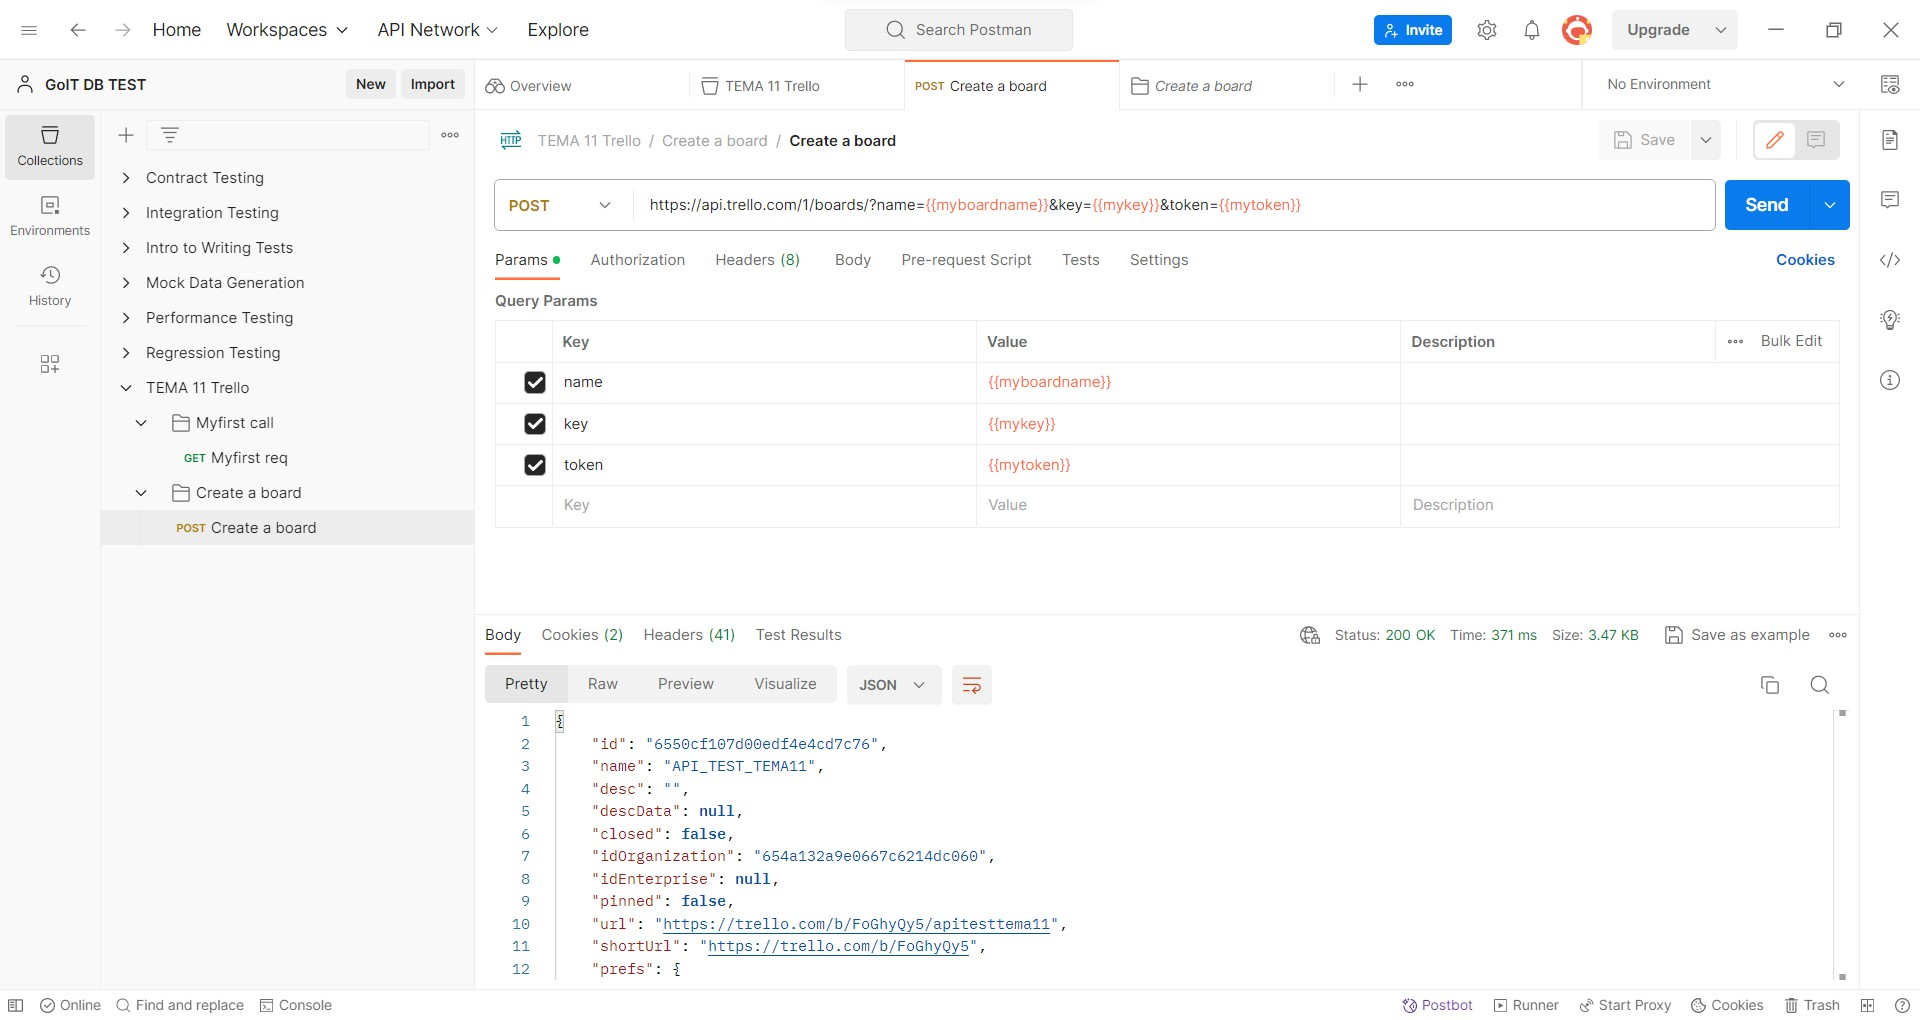 Home Workspaces API Network Explore Search Postman Invite Upgrade
GoIT DB TEST New Import Overview TEMA 11 Trello POST Create a board Create a board No Environment
Collections
Environments
History
Contract Testing
Integration Testing
Intro to Writing Tests
Mock Data Generation
Performance Testing
Regression Testing
TEMA 11 Trello
Myfirst call
GET Myfirst req
Create a board
POST Create a board
HTTP TEMA 11 Trello / Create a board / Create a board Save
POST https://api.trello.com/1/boards/?name={{myboardname}}&key={{mykey}}&token={{mytoken}} Send
Params Authorization Headers (8) Body Pre-request Script Tests Settings Cookies
Query Params
Key Value Description Bulk Edit
name {{myboardname}}
key {{mykey}}
token {{mytoken}}
Key Value Description
Body Cookies (2) Headers (41) Test Results Status: 200 OK Time: 371 ms Size: 3.47 KB Save as example
Pretty Raw Preview Visualize JSON
1 {
2 "id": "6550cf107d00edf4e4cd7c76",
3 "name": "API_TEST_TEMA11",
4 "desc": "",
5 "descData": null,
6 "closed": false,
7 "idOrganization": "654a132a9e0667c6214dc060",
8 "idEnterprise": null,
9 "pinned": false,
10 "url": "https://trello.com/b/FoGhyQy5/apitesttema11",
11 "shortUrl": "https://trello.com/b/FoGhyQy5",
12 "prefs": {
Online Find and replace Console Postbot Runner Start Proxy Cookies Trash